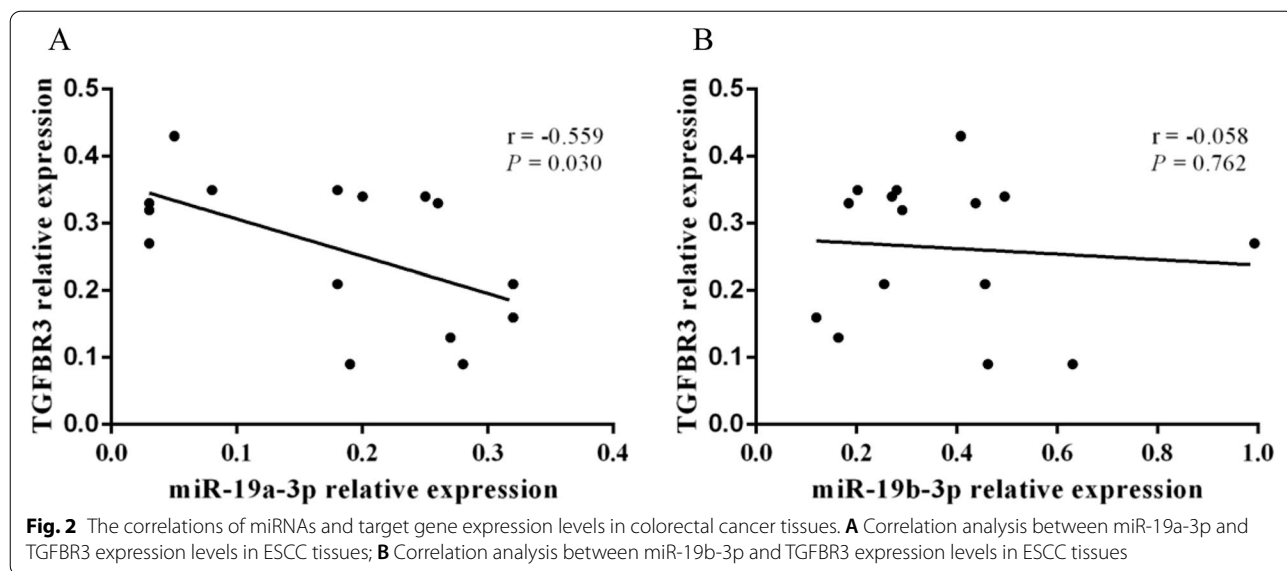 A
B
TGFBR3 relative expression
0.5
0.4
0.3
0.2
0.1
0.0
r = -0.559
P = 0.030
0.0 0.1 0.2 0.3 0.4
miR-19a-3p relative expression
TGFBR3 relative expression
0.5
0.4
0.3
0.2
0.1
0.0
r = -0.058
P = 0.762
0.0 0.2 0.4 0.6 0.8 1.0
miR-19b-3p relative expression
Fig. 2 The correlations of miRNAs and target gene expression levels in colorectal cancer tissues. A Correlation analysis between miR-19a-3p and
TGFBR3 expression levels in ESCC tissues; B Correlation analysis between miR-19b-3p and TGFBR3 expression levels in ESCC tissues